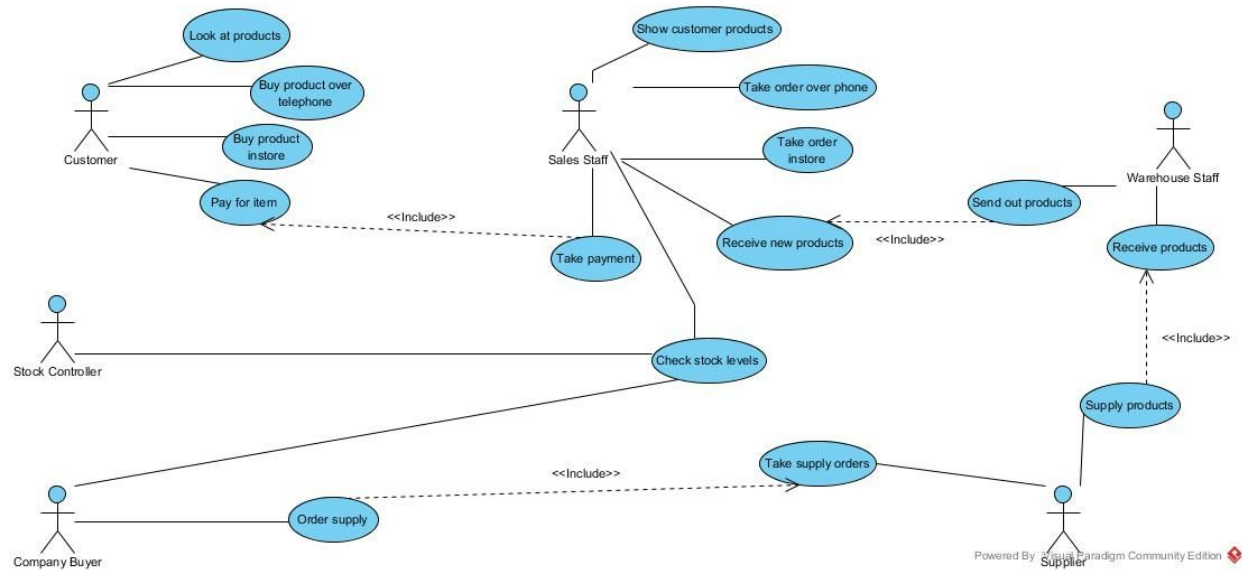 Look at products
Show customer products
Buy product over
telephone
Take order over phone
Buy product
instore
Take order
instore
Customer
Sales Staff
Warehouse Staff
Pay for item
<<Include>>
Send out products
<<Include>>
Receive new products
Receive products
Take payment
<<Include>>
Stock Controller
Check stock levels
Supply products
Take supply orders
<<Include>>
Order supply
Company Buyer
Supplier
Powered By Visual Paradigm Community Edition